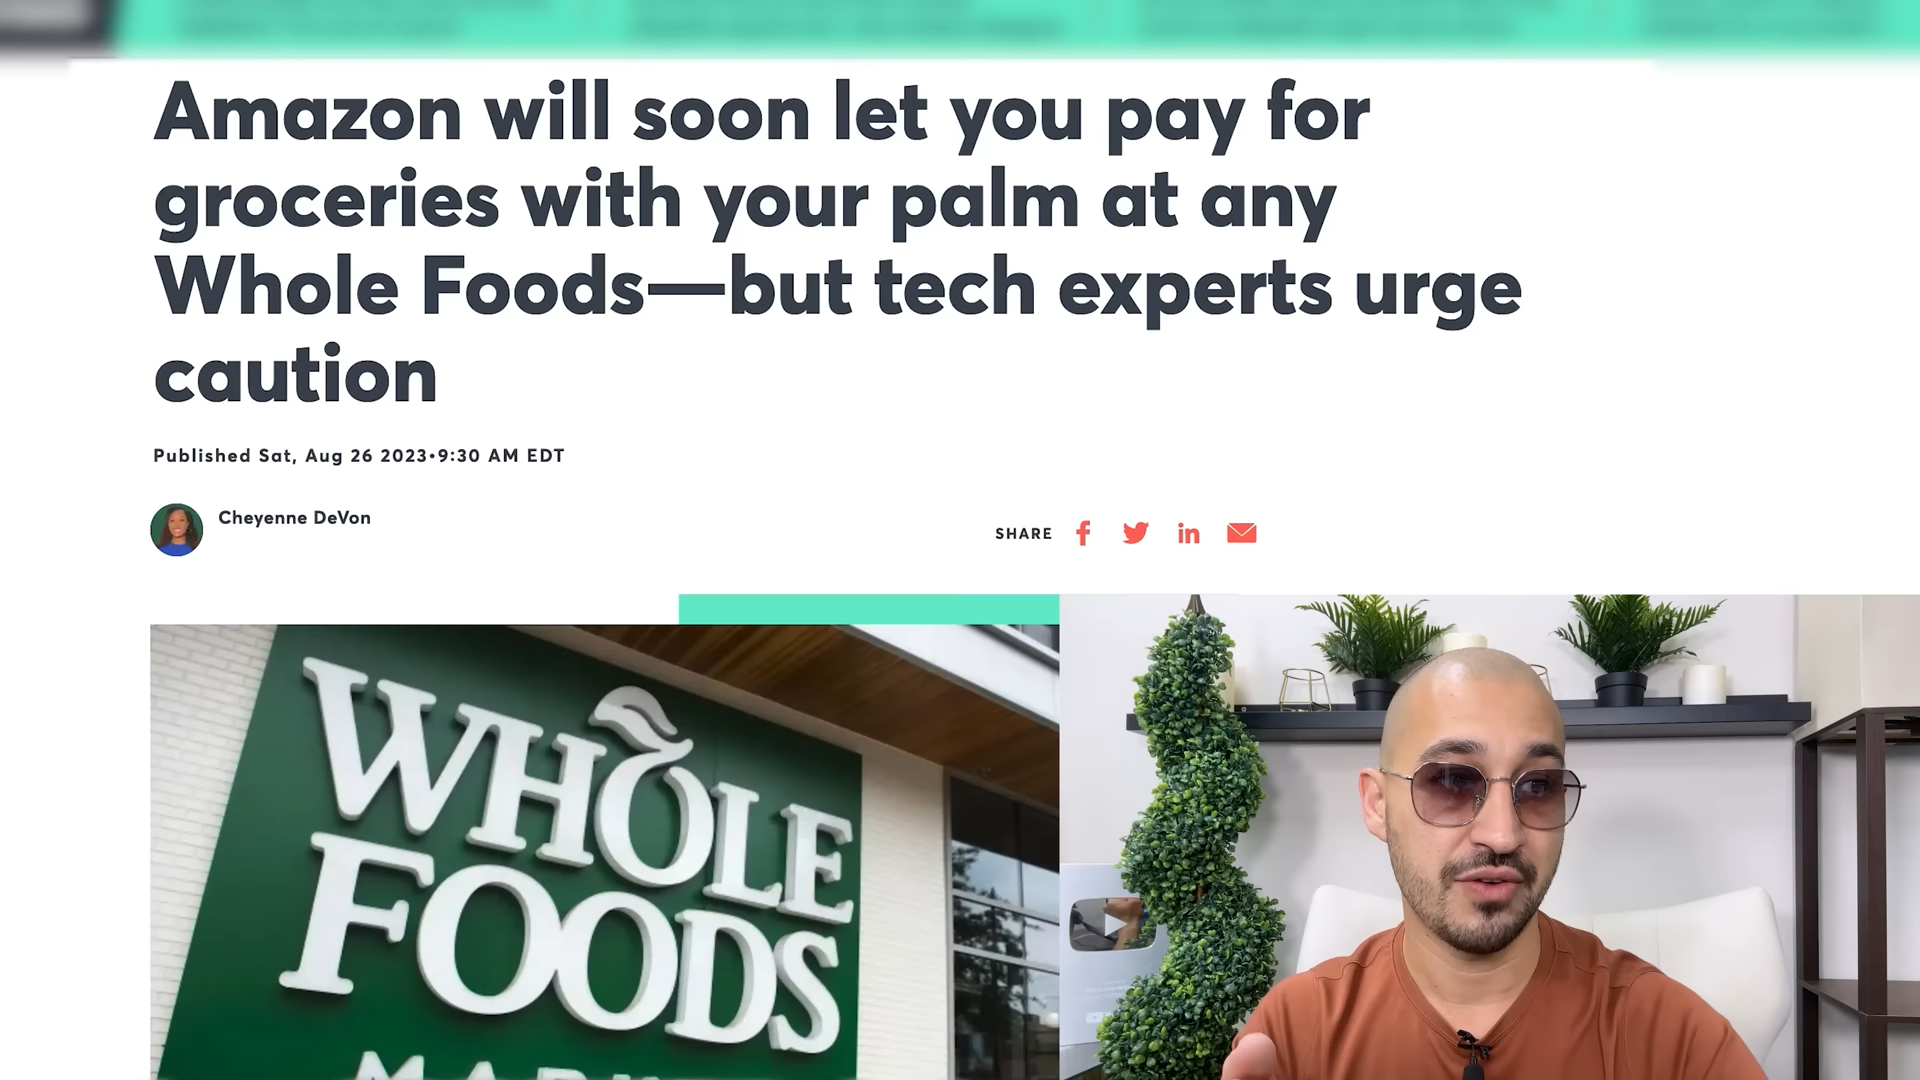 Amazon will soon let you pay for
groceries with your palm at any
Whole Foods—but tech experts urge
caution
Published Sat, Aug 26 2023•9:30 AM EDT
Cheyenne DeVon
SHARE
WHOLE
FOODS